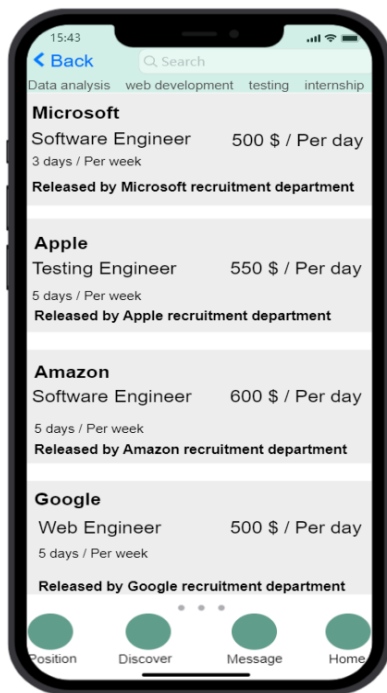 15:43
Back
Search
Data analysis web development testing internship
Microsoft
Software Engineer 500 $ / Per day
3 days / Per week
Released by Microsoft recruitment department
Apple
Testing Engineer 550 $ / Per day
5 days / Per week
Released by Apple recruitment department
Amazon
Software Engineer 600 $ / Per day
5 days / Per week
Released by Amazon recruitment department
Google
Web Engineer 500 $ / Per day
5 days / Per week
Released by Google recruitment department
Position Discover Message Home